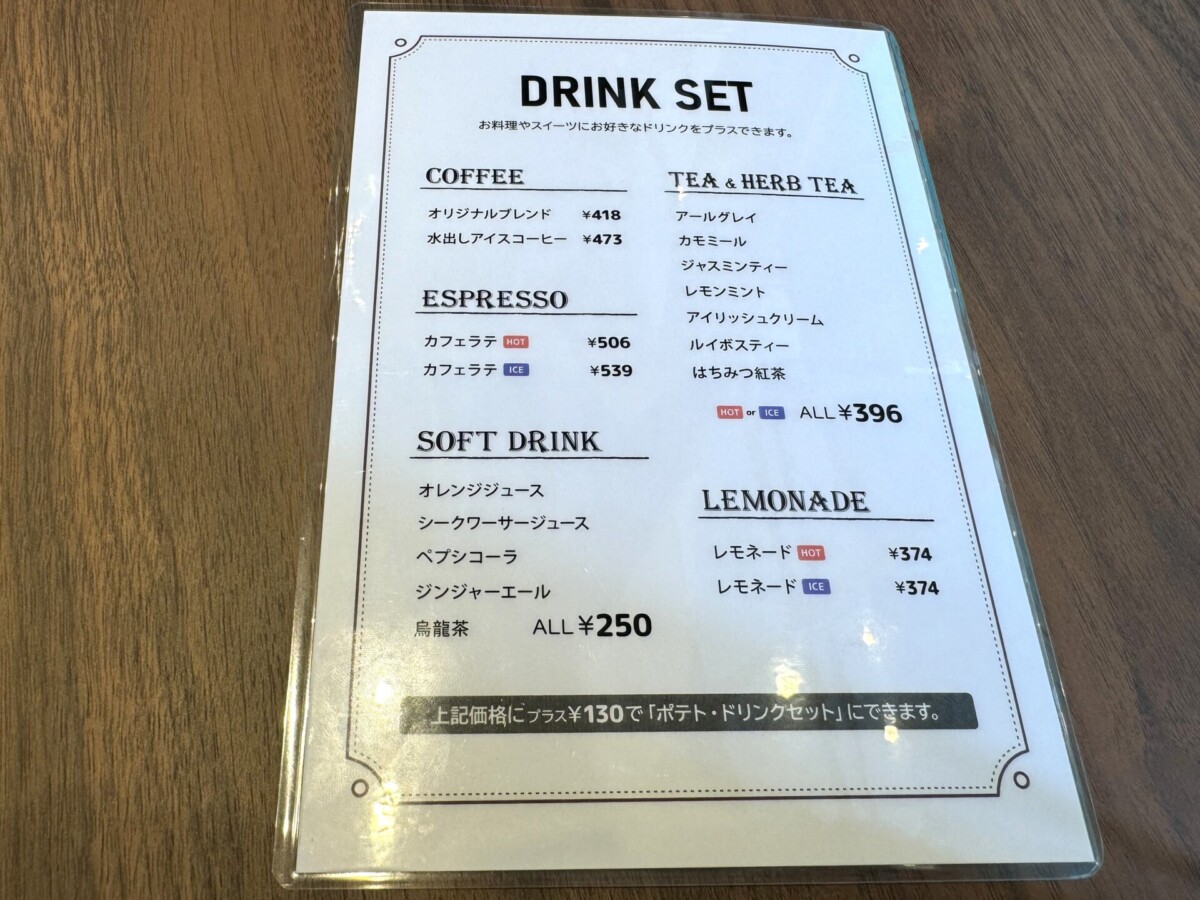 DRINK SET
お料理やスイーツにお好きなドリンクをプラスできます。
COFFEE
オリジナルブレンド ¥418
水出しアイスコーヒー ¥473
ESPRESSO
カフェラテ HOT ¥506
カフェラテ ICE ¥539
SOFT DRINK
オレンジジュース
シークワーサージュース
ペプシコーラ
ジンジャーエール
烏龍茶 ALL¥250
TEA & HERB TEA
アールグレイ
カモミール
ジャスミンティー
レモンミント
アイリッシュクリーム
ルイボスティー
はちみつ紅茶
HOT or ICE ALL¥396
LEMONADE
レモネード HOT ¥374
レモネード ICE ¥374
上記価格にプラス¥130で「ポテト・ドリンクセット」にできます。